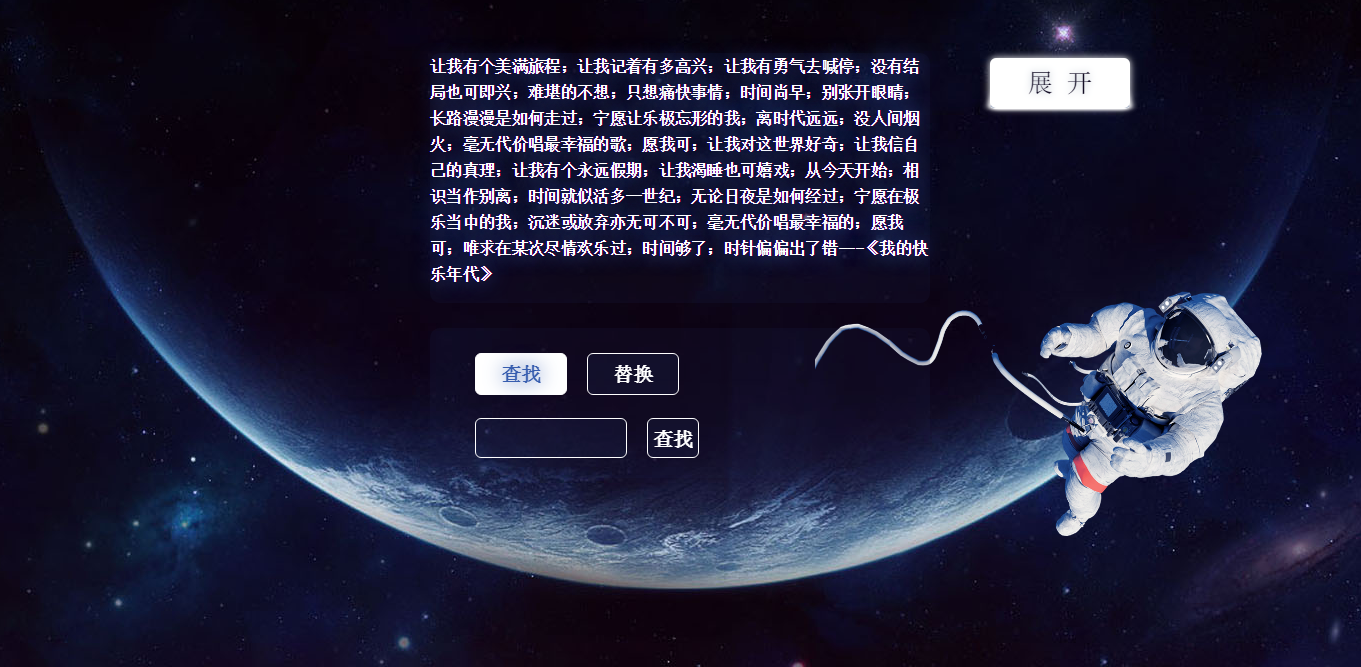 让我有个美满旅程；让我记着有多高兴；让我有勇气去喊停；没有结
局也可即兴；难堪的不想；只想痛快事情；时间尚早；别张开眼睛；
长路漫漫是如何走过；宁愿让乐极忘形的我；离时代远远；没人间烟
火；毫无代价唱最幸福的歌；愿我可；让我对这世界好奇；让我信自
己的真理；让我有个永远假期；让我渴睡也可嬉戏；从今天开始；相
识当作别离；时间就似活多一世纪；无论日夜是如何经过；宁愿在极
乐当中的我；沉迷或放弃亦无可不可；毫无代价唱最幸福的；愿我
可；唯求在某次尽情欢乐过；时间够了；时针偏偏出了错---《我的快
乐年代》
展 开
查找 替换
查找